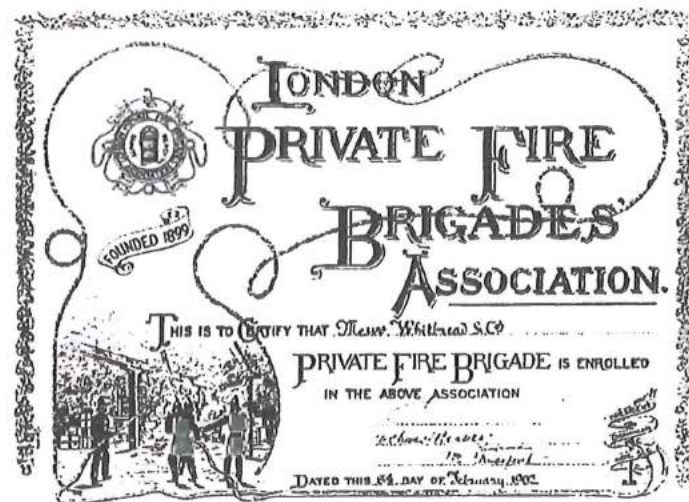 LONDON
PRIVATE FIRE
BRIGADES'
ASSOCIATION.
FOUNDED 1899
THIS IS TO CERTIFY THAT Messrs. Whitbread & Co
PRIVATE FIRE BRIGADE IS ENROLLED
IN THE ABOVE ASSOCIATION
DATED THIS DAY OF February, 1902